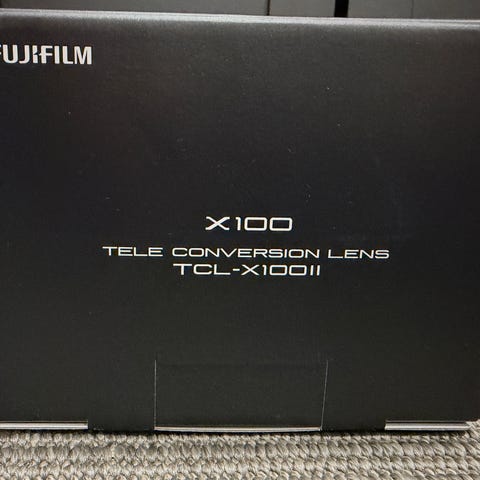 FUJIFILM
X100
TELE CONVERSION LENS
TCL-X100II